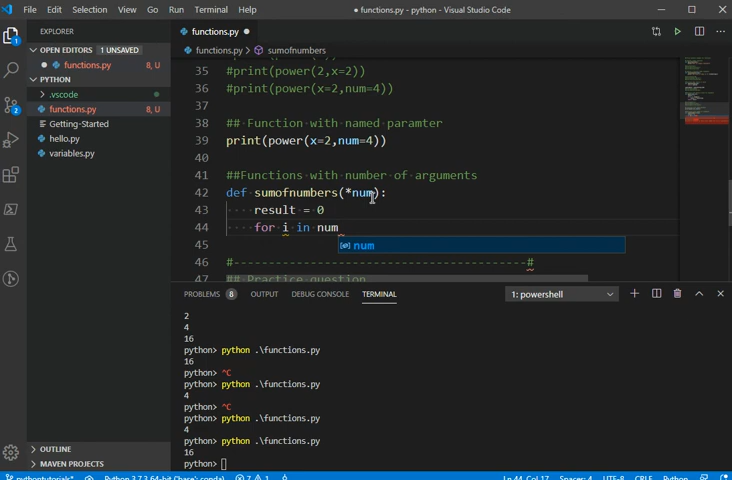 File Edit Selection View Go Run Terminal Help
● functions.py - python - Visual Studio Code
EXPLORER
OPEN EDITORS 1 UNSAVED
functions.py 8, U
PYTHON
.vscode
functions.py 8, U
Getting-Started
hello.py
variables.py
OUTLINE
MAVEN PROJECTS
functions.py
functions.py > sumofnumbers
35 #print(power(2,x=2))
36 #print(power(x=2,num=4))
37
38 ## Function with named paramter
39 print(power(x=2,num=4))
40
41 ##Functions with number of arguments
42 def sumofnumbers(*num):
43 result = 0
44 for i in num
num
45
46 #----------------------------------------#
47 ## Practice question
PROBLEMS 8 OUTPUT DEBUG CONSOLE TERMINAL 1: powershell
2
4
16
python> python .\functions.py
16
python> ^C
python> python .\functions.py
4
python> ^C
python> python .\functions.py
4
python> python .\functions.py
16
python>
pythontutorials* Python 3.7.3 64-bit ('base': conda) 7 1 Ln 44, Col 17 Spaces: 4 UTF-8 CRLF Python